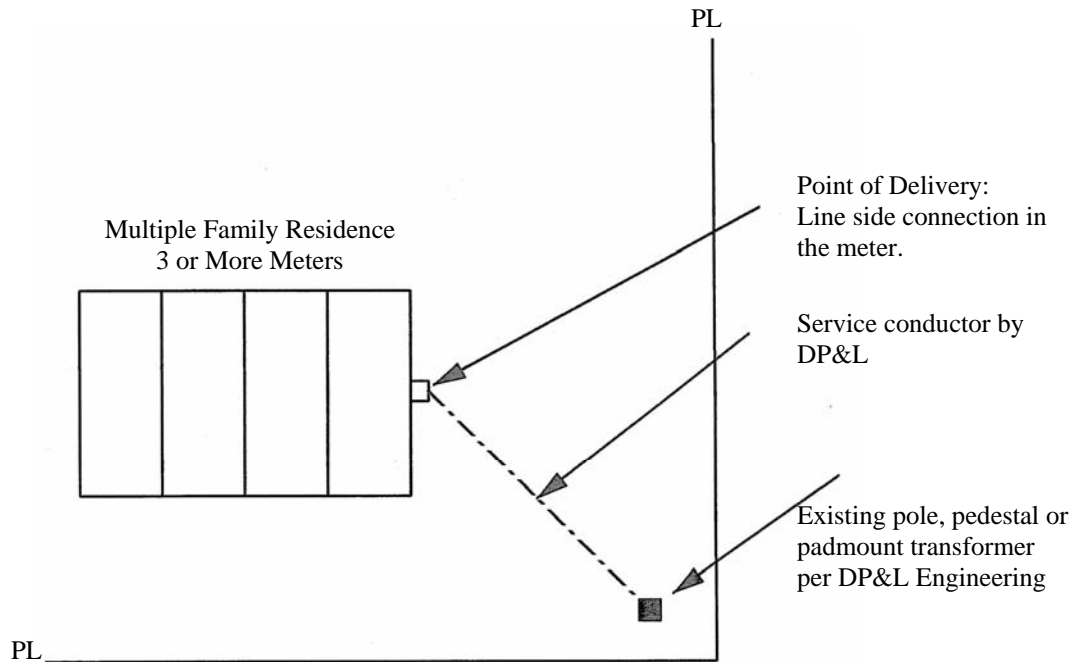 PL
Point of Delivery:
Line side connection in
the meter.
Multiple Family Residence
3 or More Meters
Service conductor by
DP&L
Existing pole, pedestal or
padmount transformer
per DP&L Engineering
PL